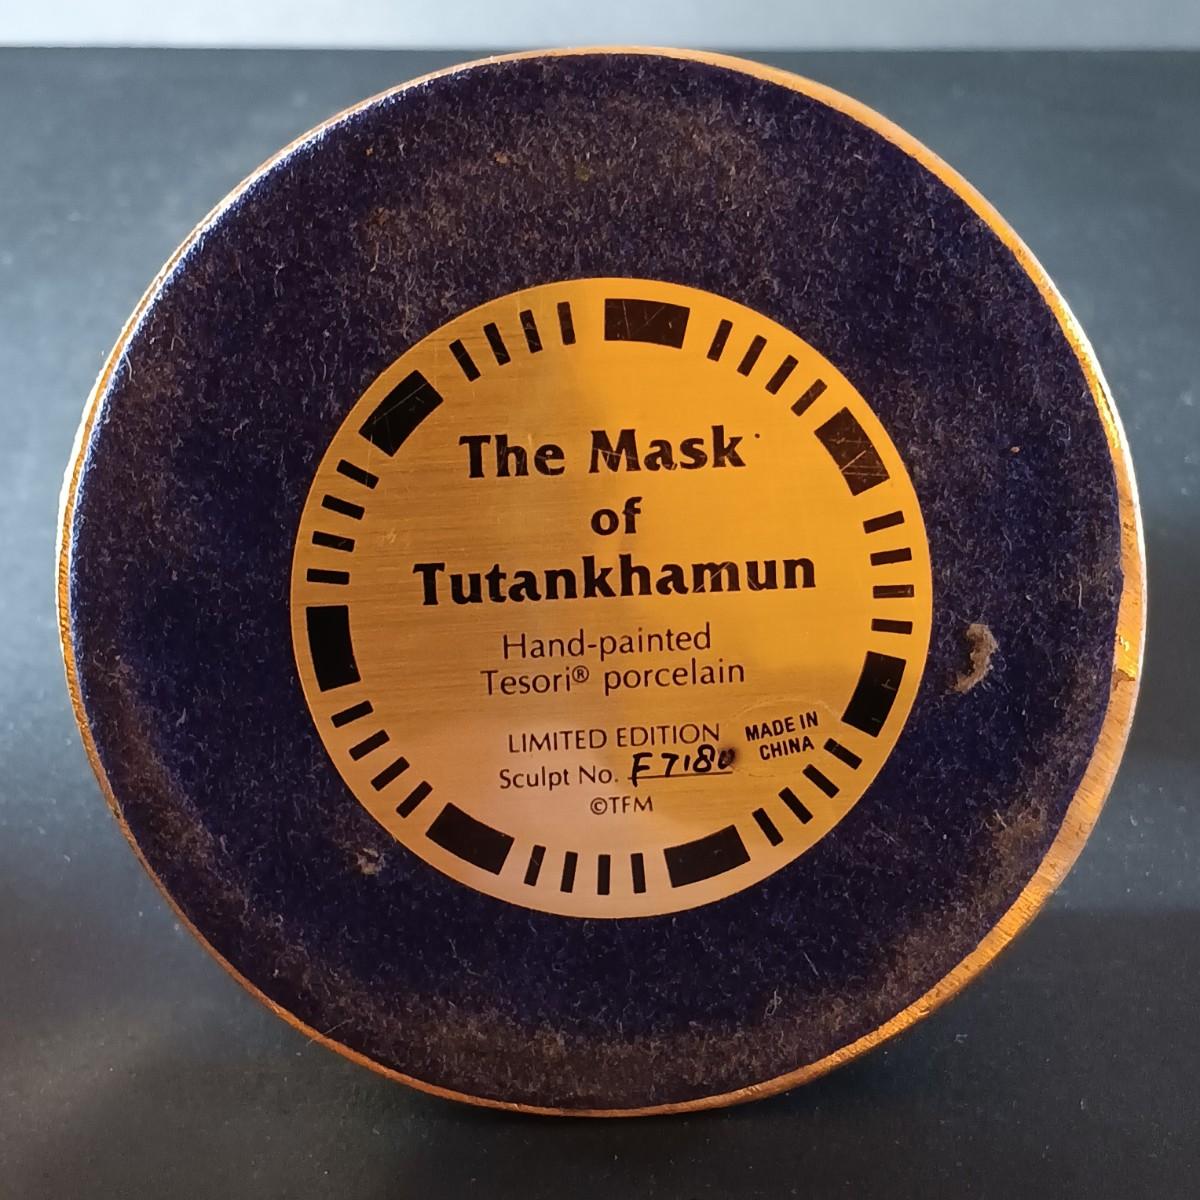 The Mask
of
Tutankhamun
Hand-painted
Tesori® porcelain
LIMITED EDITION
Sculpt No. F7180
©TFM
MADE IN
CHINA